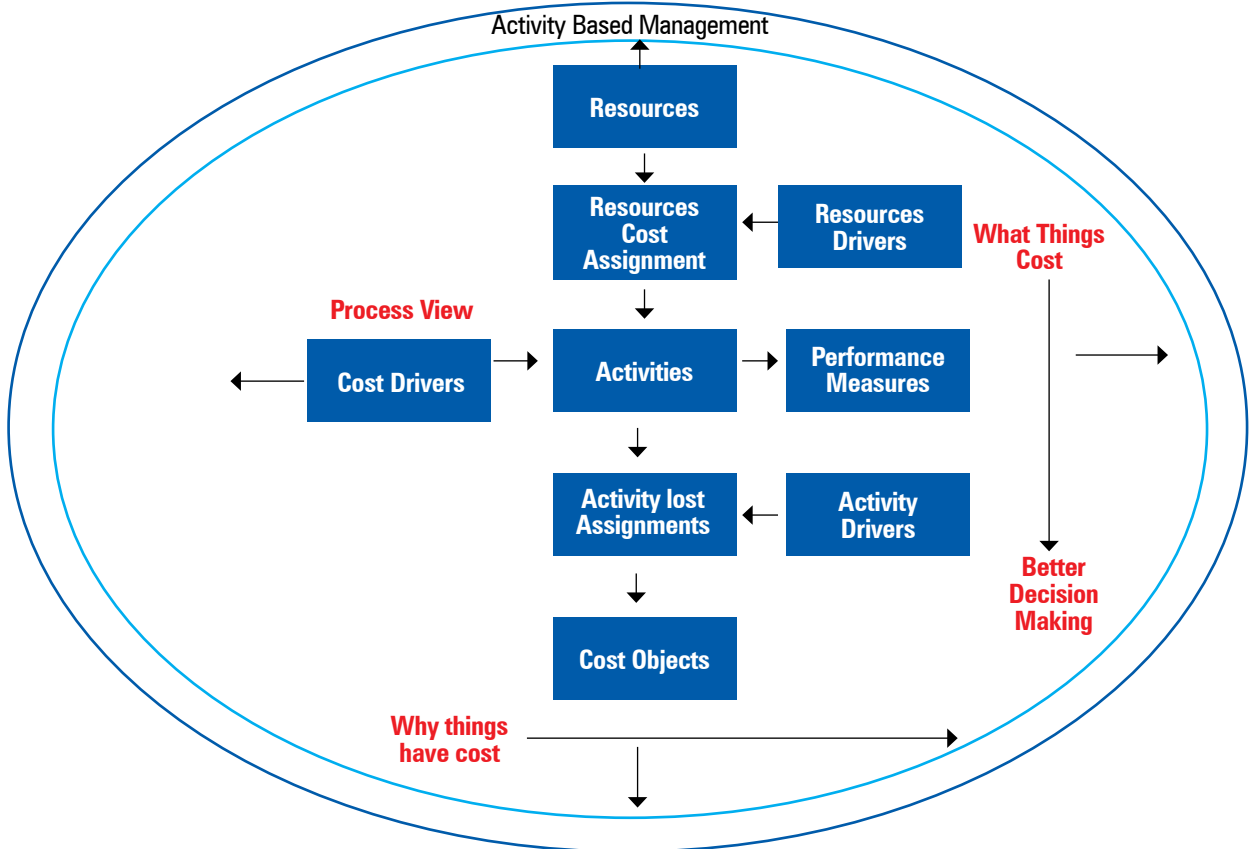 Activity Based Management
Resources
Resources
Cost
Assignment
Resources
Drivers
What Things
Cost
Process View
Cost Drivers
Activities
Performance
Measures
Activity lost
Assignments
Activity
Drivers
Better
Decision
Making
Cost Objects
Why things
have cost